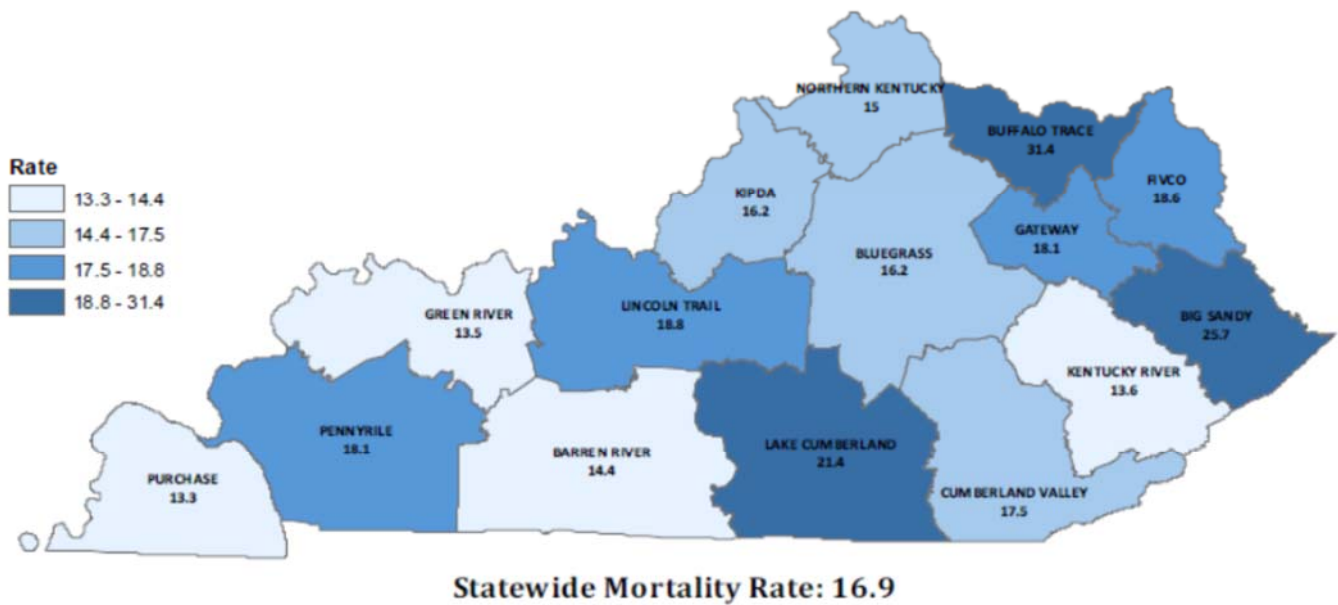 NORTHERN KENTUCKY
15
BUFFALO TRACE
31.4
Rate
13.3 - 14.4
14.4 - 17.5
17.5 - 18.8
18.8 - 31.4
KIPDA
16.2
FIVCO
18.6
GATEWAY
18.1
BLUEGRASS
16.2
GREEN RIVER
13.5
LINCOLN TRAIL
18.8
BIG SANDY
25.7
KENTUCKY RIVER
13.6
PENNYRILE
18.1
BARREN RIVER
14.4
LAKE CUMBERLAND
21.4
PURCHASE
13.3
CUMBERLAND VALLEY
17.5
Statewide Mortality Rate: 16.9